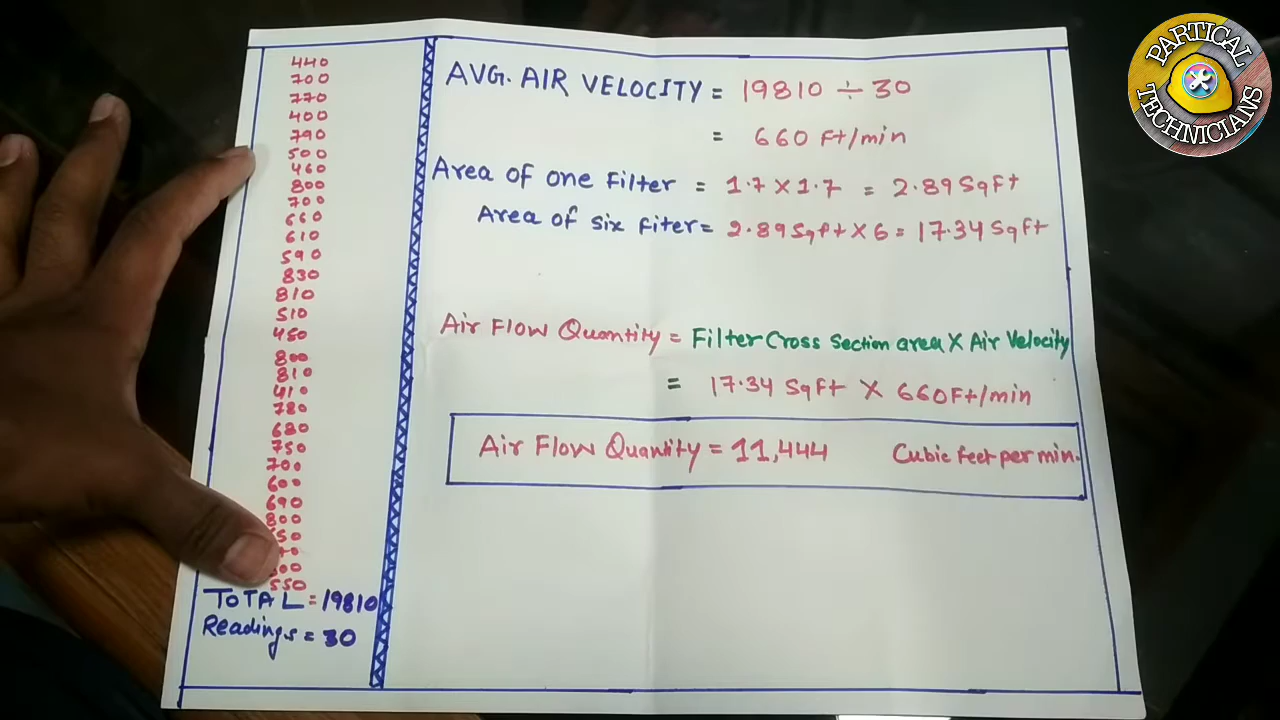 440
700
770
400
790
500
460
800
700
660
610
590
830
810
510
450
800
810
410
780
680
750
700
600
690
800
550
TOTAL = 19810
Readings = 30
AVG. AIR VELOCITY = 19810 ÷ 30
= 660 Ft/min
Area of one Filter = 1.7 X 1.7 = 2.89 SqFt
Area of six fiter = 2.89 Sqft X 6 = 17.34 SqFt
Air Flow Quantity = Filter Cross Section area X Air Velocity
= 17.34 SqFt X 660 Ft/min
Air Flow Quantity = 11,444 Cubic feet per min.
PARTICAL
TECHNICIANS